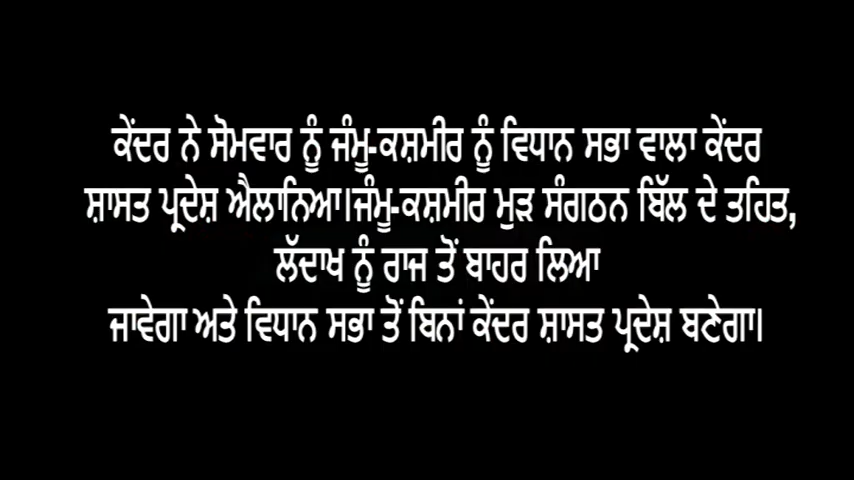 ਕੇਂਦਰ ਨੇ ਸੋਮਵਾਰ ਨੂੰ ਜੰਮੂ-ਕਸ਼ਮੀਰ ਨੂੰ ਵਿਧਾਨ ਸਭਾ ਵਾਲਾ ਕੇਂਦਰ
ਸ਼ਾਸਤ ਪ੍ਰਦੇਸ਼ ਐਲਾਨਿਆ।ਜੰਮੂ-ਕਸ਼ਮੀਰ ਮੁੜ ਸੰਗਠਨ ਬਿੱਲ ਦੇ ਤਹਿਤ,
ਲੱਦਾਖ ਨੂੰ ਰਾਜ ਤੋਂ ਬਾਹਰ ਲਿਆ
ਜਾਵੇਗਾ ਅਤੇ ਵਿਧਾਨ ਸਭਾ ਤੋਂ ਬਿਨਾਂ ਕੇਂਦਰ ਸ਼ਾਸਤ ਪ੍ਰਦੇਸ਼ ਬਣੇਗਾ।